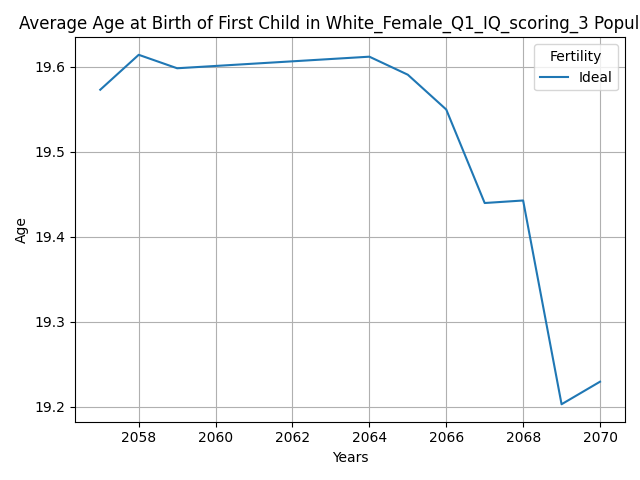 Average Age at Birth of First Child in White_Female_Q1_IQ_scoring_3 Popul
Fertility
Ideal
19.6
19.5
19.4
19.3
19.2
Age
2058 2060 2062 2064 2066 2068 2070
Years